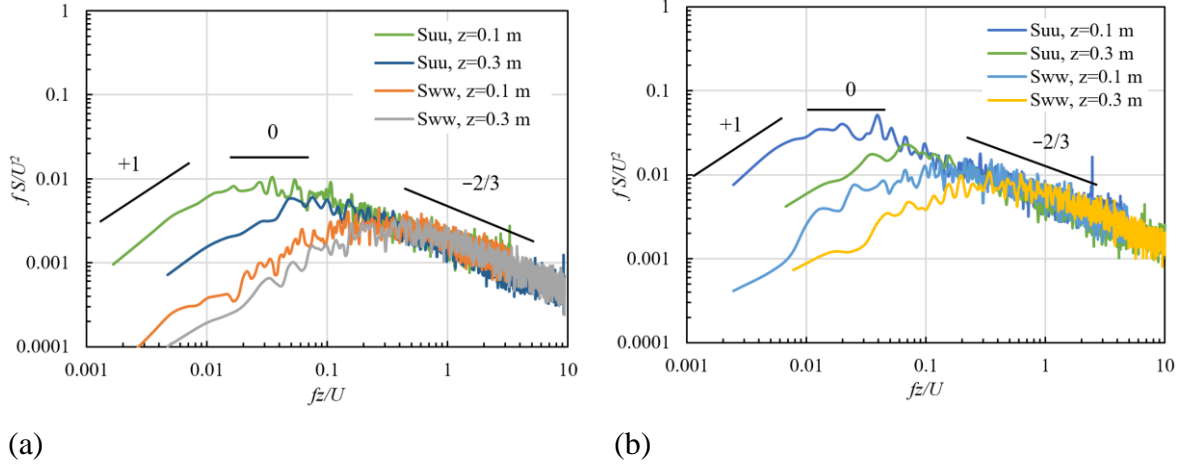 1
0.1
0.01
0.001
0.0001
fS/U²
0.001 0.01 0.1 1 10
fz/U
Suu, z=0.1 m
Suu, z=0.3 m
Sww, z=0.1 m
Sww, z=0.3 m
+1
0
−2/3
(a)
1
0.1
0.01
0.001
0.0001
fS/U²
0.001 0.01 0.1 1 10
fz/U
Suu, z=0.1 m
Suu, z=0.3 m
Sww, z=0.1 m
Sww, z=0.3 m
+1
0
−2/3
(b)